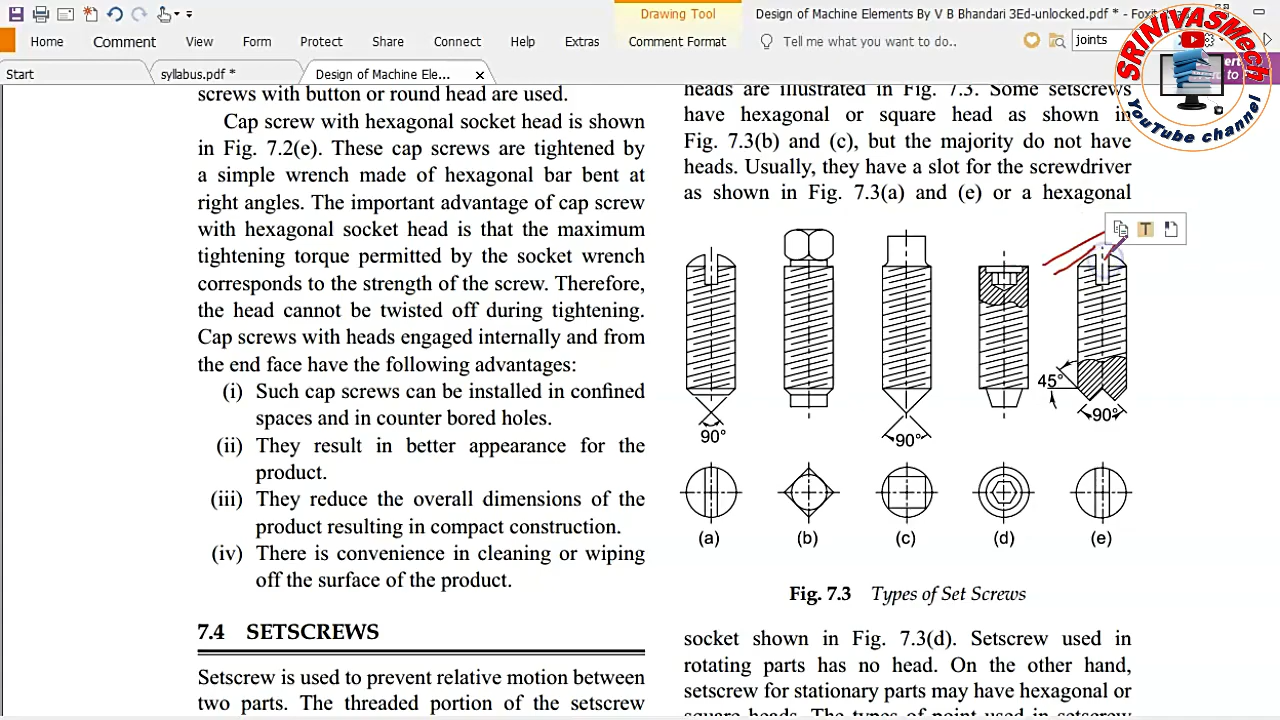 Drawing Tool
Design of Machine Elements By V B Bhandari 3Ed-unlocked.pdf * - Foxit
Home Comment View Form Protect Share Connect Help Extras Comment Format Tell me what you want to do.. joints
Start syllabus.pdf * Design of Machine Ele...
SRINIVASMech
YouTube channel
screws with button or round head are used.
Cap screw with hexagonal socket head is shown
in Fig. 7.2(e). These cap screws are tightened by
a simple wrench made of hexagonal bar bent at
right angles. The important advantage of cap screw
with hexagonal socket head is that the maximum
tightening torque permitted by the socket wrench
corresponds to the strength of the screw. Therefore,
the head cannot be twisted off during tightening.
Cap screws with heads engaged internally and from
the end face have the following advantages:
(i) Such cap screws can be installed in confined
spaces and in counter bored holes.
(ii) They result in better appearance for the
product.
(iii) They reduce the overall dimensions of the
product resulting in compact construction.
(iv) There is convenience in cleaning or wiping
off the surface of the product.
7.4 SETSCREWS
Setscrew is used to prevent relative motion between
two parts. The threaded portion of the setscrew
heads are illustrated in Fig. 7.3. Some setscrews
have hexagonal or square head as shown in
Fig. 7.3(b) and (c), but the majority do not have
heads. Usually, they have a slot for the screwdriver
as shown in Fig. 7.3(a) and (e) or a hexagonal
T
45°
90° 90° 90°
(a) (b) (c) (d) (e)
Fig. 7.3 Types of Set Screws
socket shown in Fig. 7.3(d). Setscrew used in
rotating parts has no head. On the other hand,
setscrew for stationary parts may have hexagonal or
square heads. The types of point used in setscrew